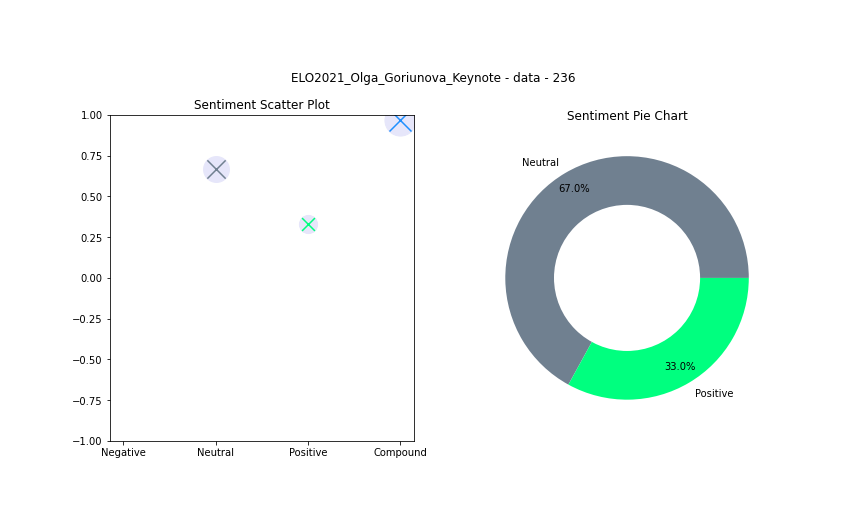 ELO2021_Olga_Goriunova_Keynote - data - 236
Sentiment Scatter Plot
1.00
0.75
0.50
0.25
0.00
−0.25
−0.50
−0.75
−1.00
Negative Neutral Positive Compound
Sentiment Pie Chart
Neutral
67.0%
33.0%
Positive